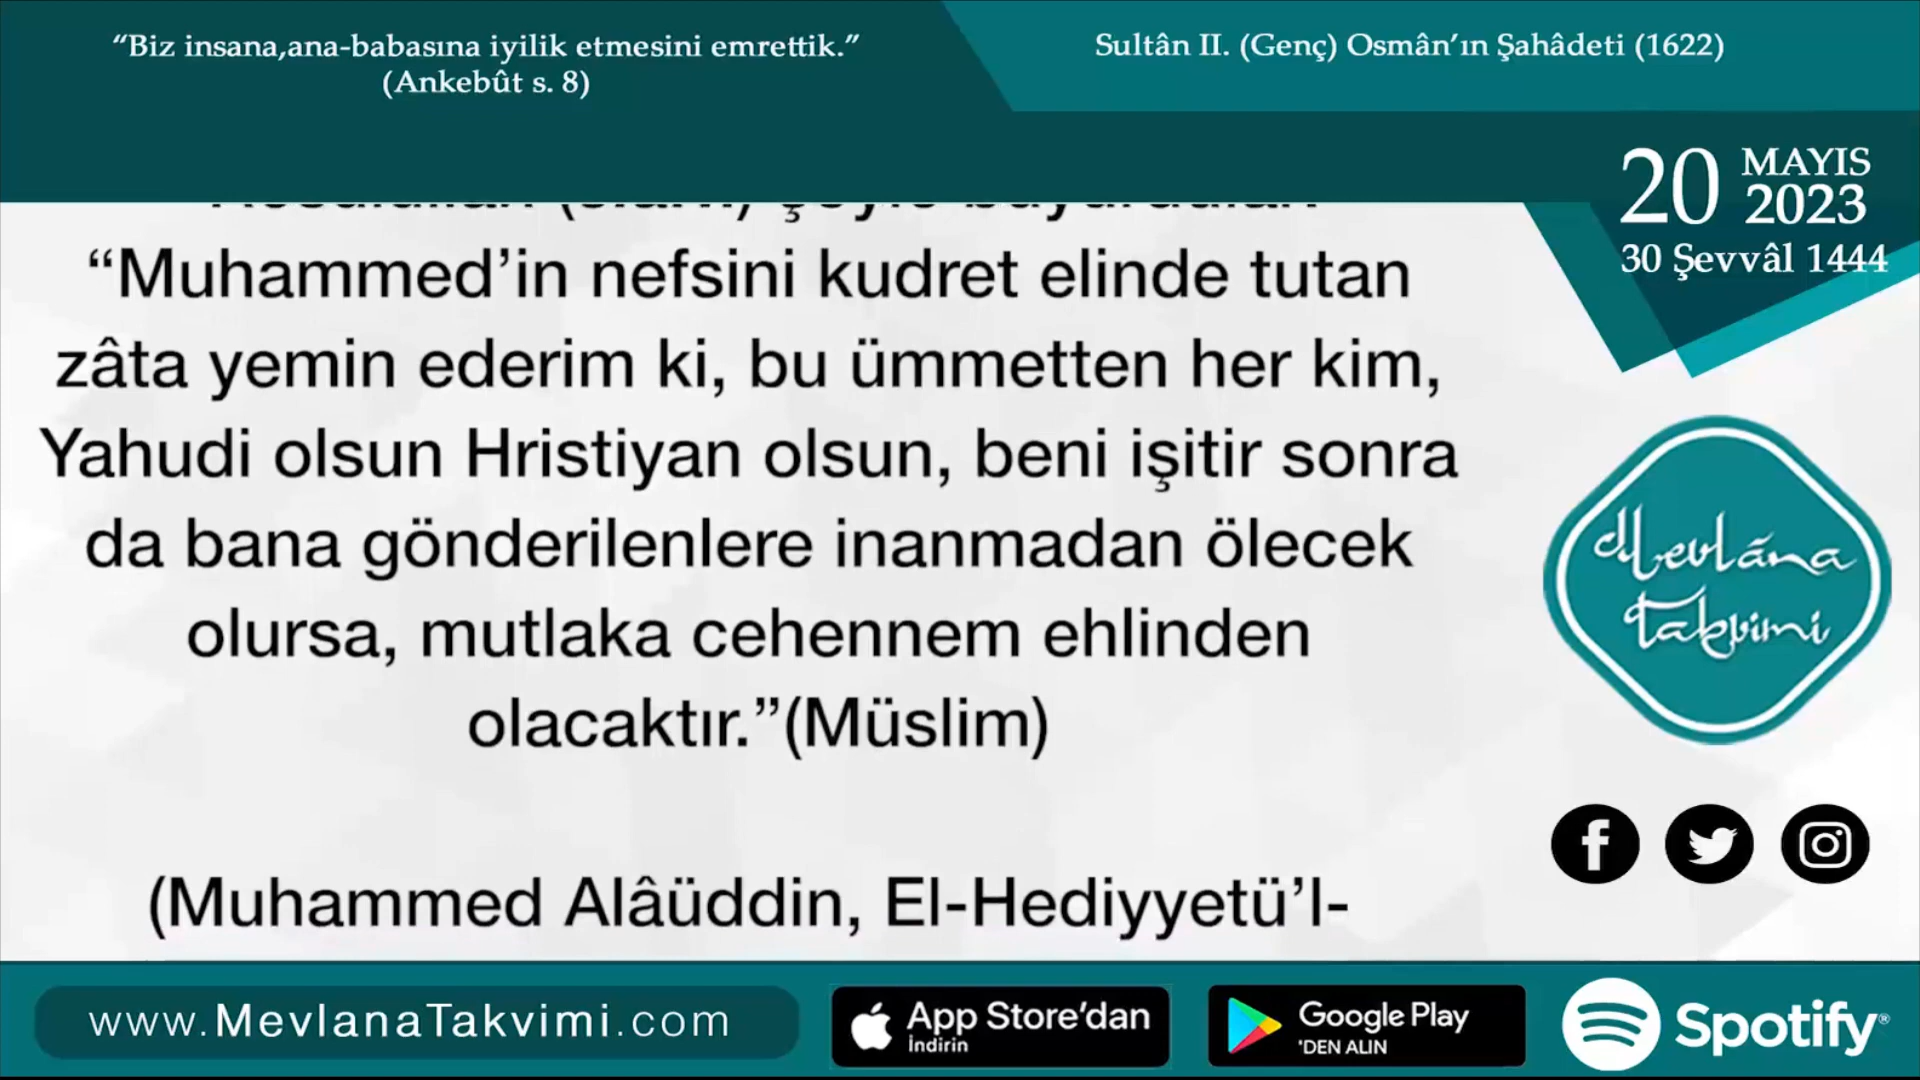 “Biz insana,ana-babasına iyilik etmesini emrettik.”
(Ankebût s. 8)
Sultân II. (Genç) Osmân’ın Şahâdeti (1622)
20 MAYIS
2023
30 Şevvâl 1444
“Muhammed’in nefsini kudret elinde tutan
zâta yemin ederim ki, bu ümmetten her kim,
Yahudi olsun Hristiyan olsun, beni işitir sonra
da bana gönderilenlere inanmadan ölecek
olursa, mutlaka cehennem ehlinden
olacaktır.”(Müslim)
(Muhammed Alâüddin, El-Hediyyetü’l-
Mevlâna
Takvimi
www.MevlanaTakvimi.com
App Store’dan
İndirin
Google Play
'DEN ALIN
Spotify®